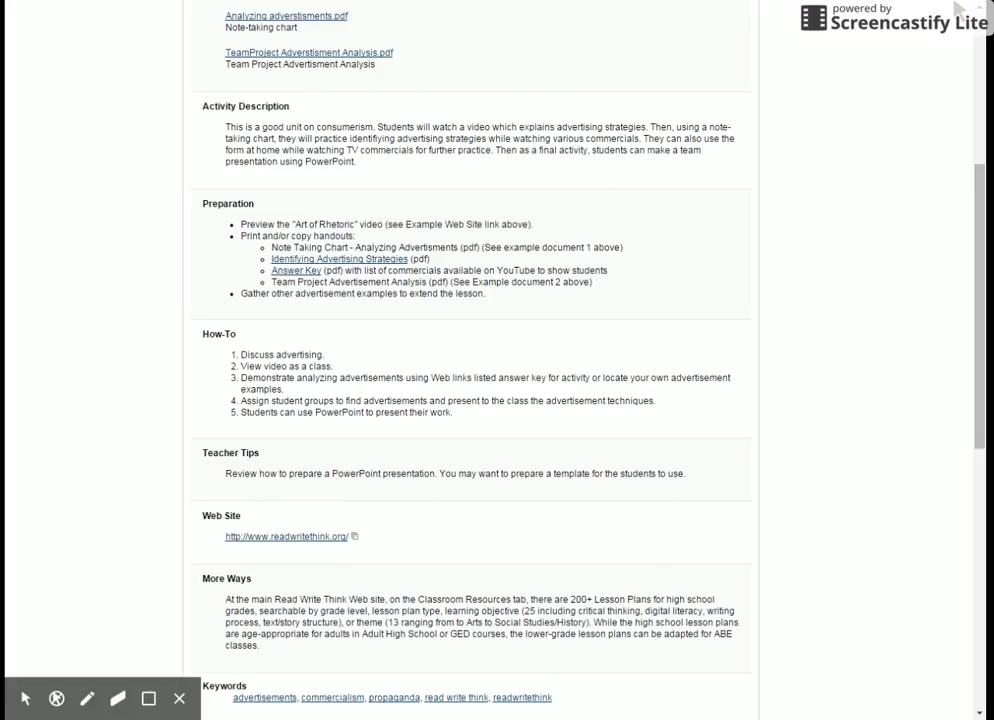 powered by
Screencastify Lite
Analyzing adverstisments.pdf
Note-taking chart
TeamProject Adverstisment Analysis.pdf
Team Project Advertisment Analysis
Activity Description
This is a good unit on consumerism. Students will watch a video which explains advertising strategies. Then, using a note-
taking chart, they will practice identifiying advertising strategies while watching various commercials. They can also use the
form at home while watching TV commercials for further practice. Then as a final activity, students can make a team
presentation using PowerPoint.
Preparation
• Preview the "Art of Rhetoric" video (see Example Web Site link above).
• Print and/or copy handouts:
○ Note Taking Chart - Analyzing Advertisments (pdf) (See example document 1 above)
○ Identifying Advertising Strategies (pdf)
○ Answer Key (pdf) with list of commercials available on YouTube to show students
○ Team Project Advertisement Analysis (pdf) (See Example document 2 above)
• Gather other advertisement examples to extend the lesson.
How-To
1. Discuss advertising.
2. View video as a class.
3. Demonstrate analyzing advertisements using Web links listed answer key for activity or locate your own advertisement
examples.
4. Assign student groups to find advertisements and present to the class the advertisement techniques.
5. Students can use PowerPoint to present their work.
Teacher Tips
Review how to prepare a PowerPoint presentation. You may want to prepare a template for the students to use.
Web Site
http://www.readwritethink.org/
More Ways
At the main Read Write Think Web site, on the Classroom Resources tab, there are 200+ Lesson Plans for high school
grades, searchable by grade level, lesson plan type, learning objective (25 including critical thinking, digital literacy, writing
process, text/story structure), or theme (13 ranging from to Arts to Social Studies/History). While the high school lesson plans
are age-appropriate for adults in Adult High School or GED courses, the lower-grade lesson plans can be adapted for ABE
classes.
Keywords
advertisements, commercialism, propaganda, read write think, readwritethink